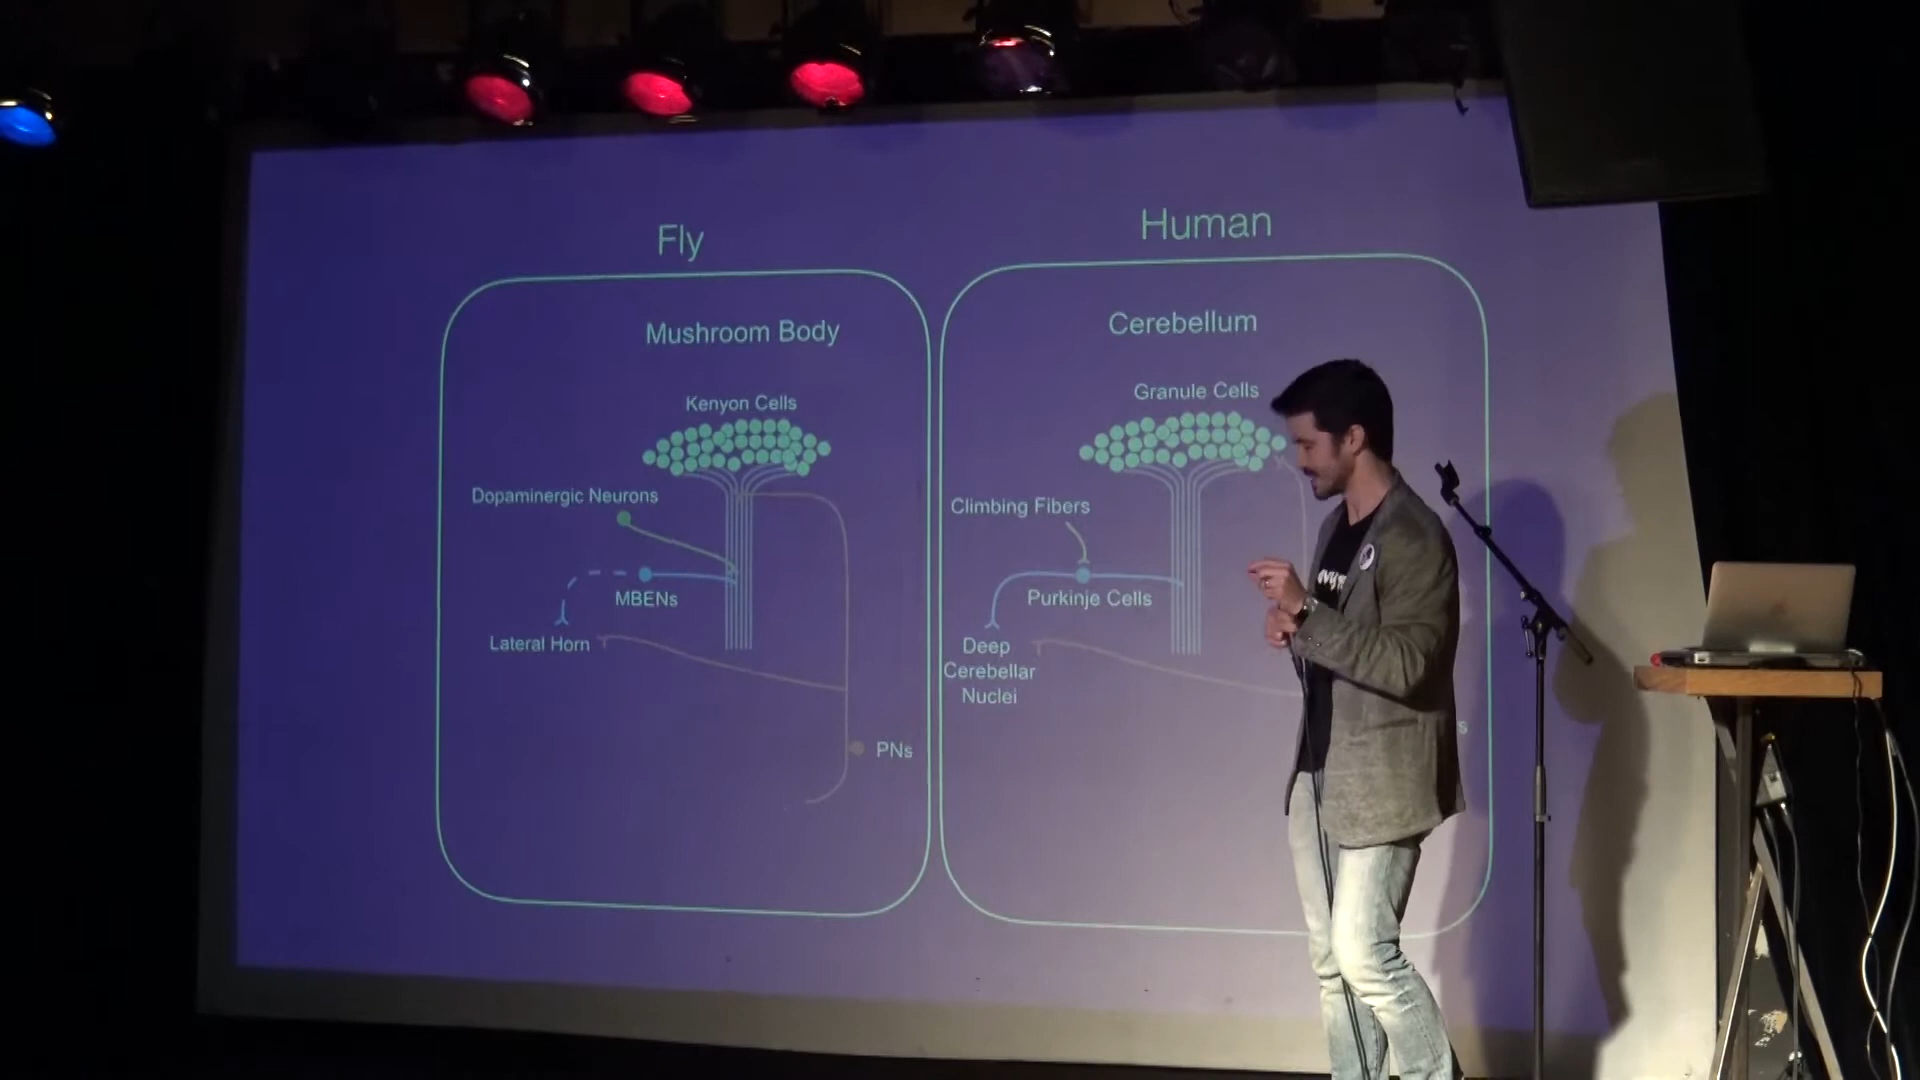 Fly
Mushroom Body
Kenyon Cells
Dopaminergic Neurons
MBENs
Lateral Horn
PNs
Human
Cerebellum
Granule Cells
Climbing Fibers
Purkinje Cells
Deep
Cerebellar
Nuclei